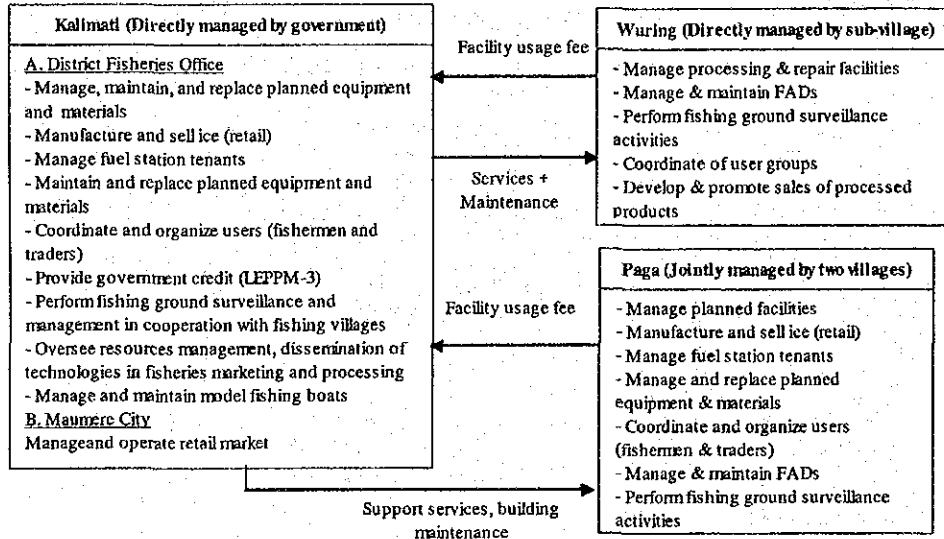 Kalimati (Directly managed by government)
A. District Fisheries Office
- Manage, maintain, and replace planned equipment
and materials
- Manufacture and sell ice (retail)
- Manage fuel station tenants
- Maintain and replace planned equipment and
materials
- Coordinate and organize users (fishermen and
traders)
- Provide government credit (LEPPM-3)
- Perform fishing ground surveillance and
management in cooperation with fishing villages
- Oversee resources management, dissemination of
technologies in fisheries marketing and processing
- Manage and maintain model fishing boats
B. Maumere City
Manageand operate retail market
Facility usage fee
Services +
Maintenance
Facility usage fee
Support services, building
maintenance
Wuring (Directly managed by sub-village)
- Manage processing & repair facilities
- Manage & maintain FADs
- Perform fishing ground surveillance
activities
- Coordinate of user groups
- Develop & promote sales of processed
products
Paga (Jointly managed by two villages)
- Manage planned facilities
- Manufacture and sell ice (retail)
- Manage fuel station tenants
- Manage and replace planned
equipment & materials
- Coordinate and organize users
(fishermen & traders)
- Manage & maintain FADs
- Perform fishing ground surveillance
activities